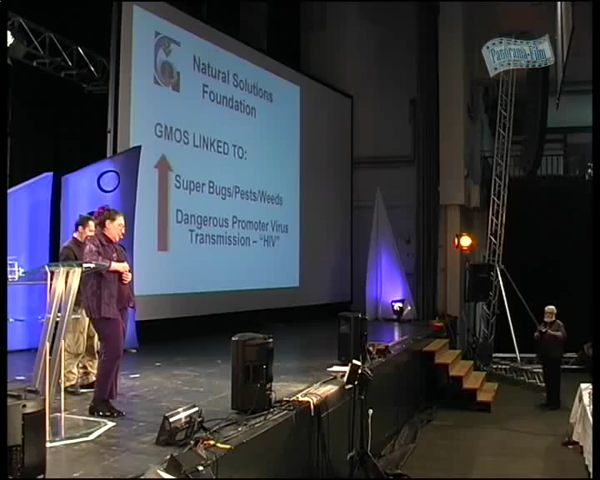 Panorama-Film
Natural Solutions
Foundation
GMOS LINKED TO:
Super Bugs/Pests/Weeds
Dangerous Promoter Virus
Transmission – "HIV"